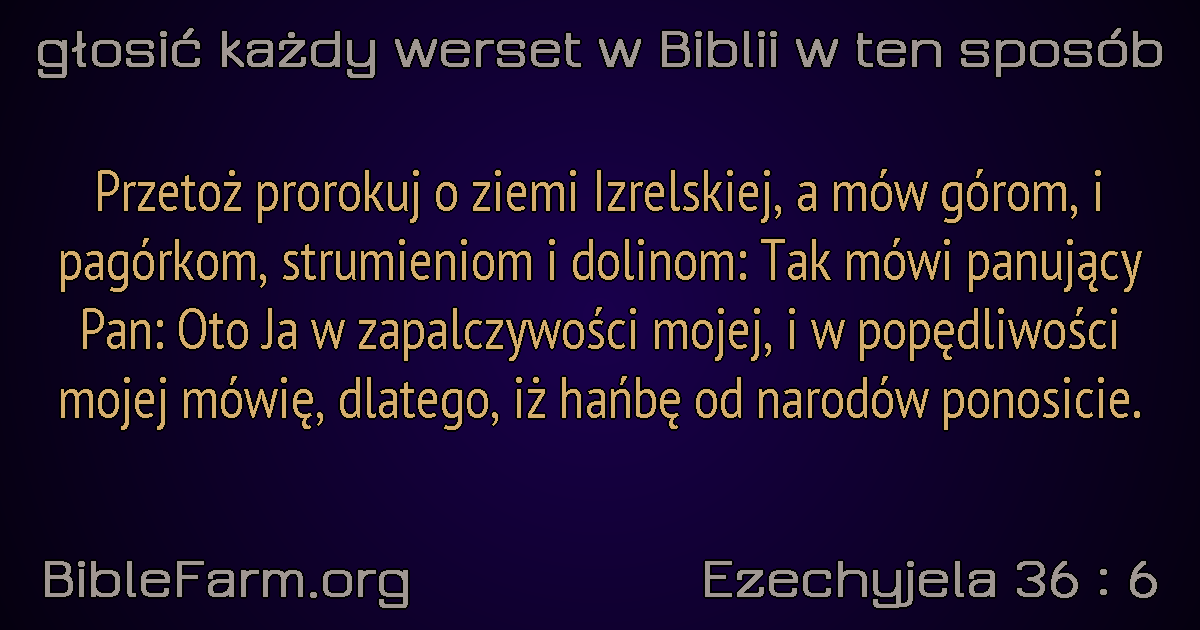 głosić każdy werset w Biblii w ten sposób
Przetoż prorokuj o ziemi Izrelskiej, a mów górom, i
pagórkom, strumieniom i dolinom: Tak mówi panujący
Pan: Oto Ja w zapalczywości mojej, i w popędliwości
mojej mówię, dlatego, iż hańbę od narodów ponosicie.
BibleFarm.org
Ezechyjela 36 : 6